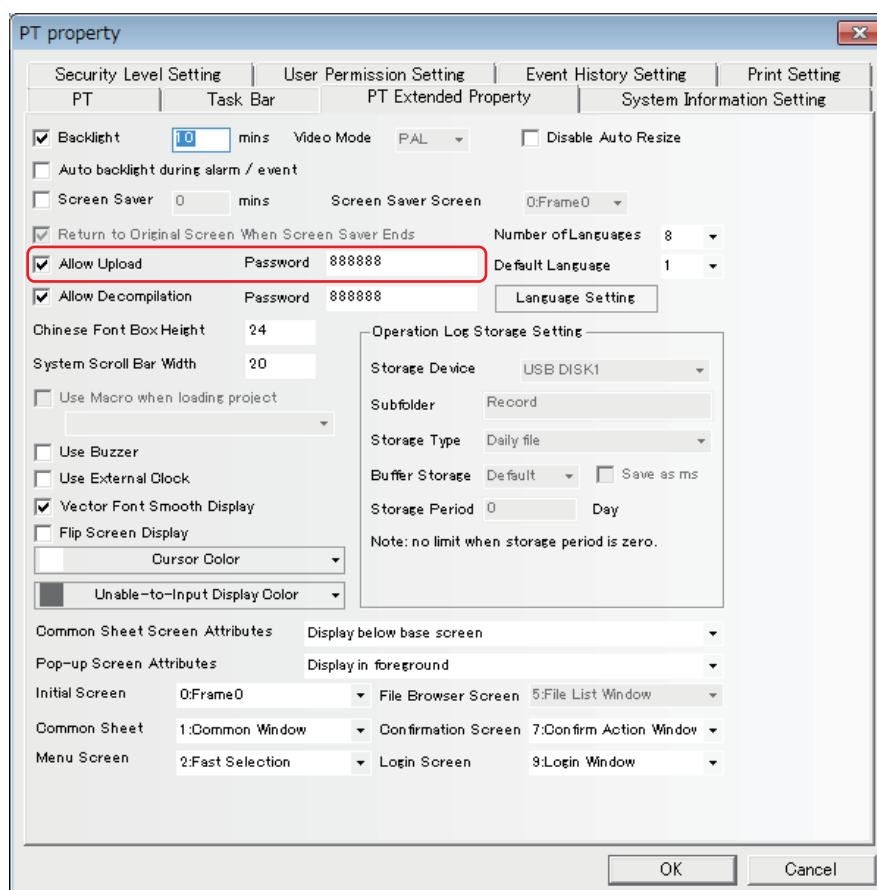 PT property
Security Level Setting User Permission Setting Event History Setting Print Setting
PT Task Bar PT Extended Property System Information Setting
Backlight 10 mins Video Mode PAL Disable Auto Resize
Auto backlight during alarm / event
Screen Saver 0 mins Screen Saver Screen 0:Frame0
Return to Original Screen When Screen Saver Ends Number of Languages 8
Allow Upload Password 888888 Default Language 1
Allow Decompilation Password 888888 Language Setting
Chinese Font Box Height 24 Operation Log Storage Setting
System Scroll Bar Width 20 Storage Device USB DISK1
Use Macro when loading project Subfolder Record
Storage Type Daily file
Use Buzzer
Use External Clock Buffer Storage Default Save as ms
Vector Font Smooth Display Storage Period 0 Day
Flip Screen Display Note: no limit when storage period is zero.
Cursor Color
Unable-to-Input Display Color
Common Sheet Screen Attributes Display below base screen
Pop-up Screen Attributes Display in foreground
Initial Screen 0:Frame0 File Browser Screen 5:File List Window
Common Sheet 1:Common Window Confirmation Screen 7:Confirm Action Window
Menu Screen 2:Fast Selection Login Screen 9:Login Window
OK Cancel